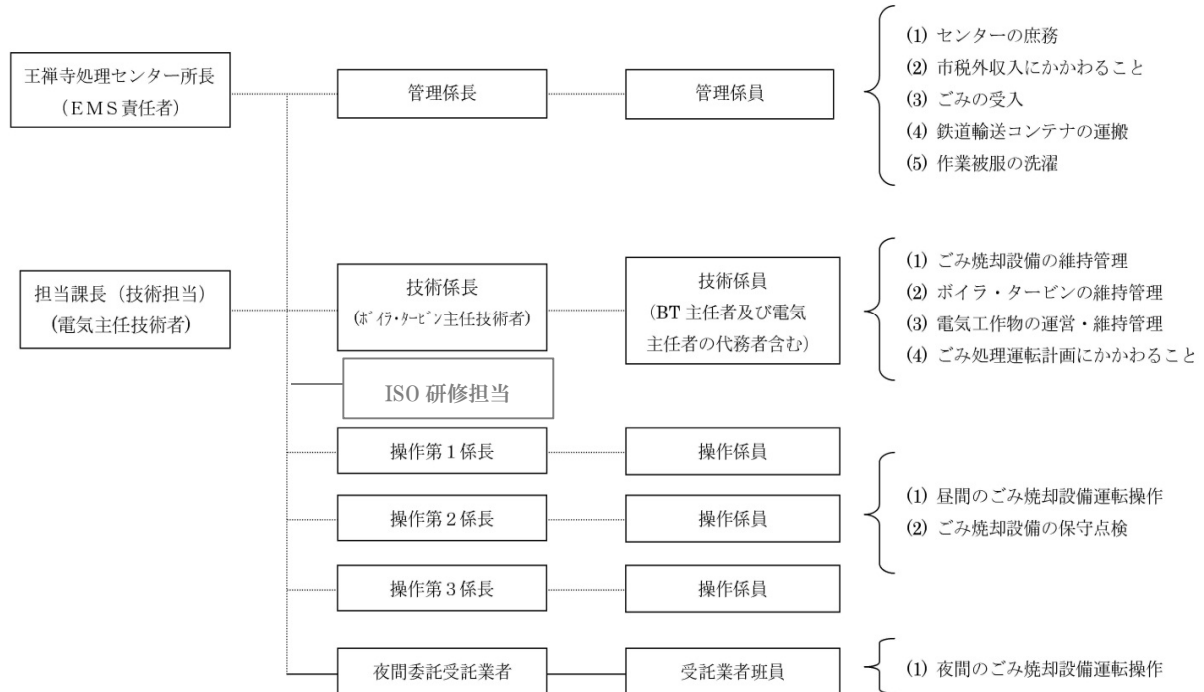 王禅寺処理センター所長
（ＥＭＳ責任者）
管理係長
管理係員
(1) センターの庶務
(2) 市税外収入にかかわること
(3) ごみの受入
(4) 鉄道輸送コンテナの運搬
(5) 作業被服の洗濯
担当課長（技術担当）
(電気主任技術者)
技術係長
(ﾎﾞｲﾗ・ﾀｰﾋﾞﾝ主任技術者)
技術係員
（BT 主任者及び電気
主任者の代務者含む）
(1) ごみ焼却設備の維持管理
(2) ボイラ・タービンの維持管理
(3) 電気工作物の運営・維持管理
(4) ごみ処理運転計画にかかわること
ISO 研修担当
操作第１係長
操作係員
操作第２係長
操作係員
(1) 昼間のごみ焼却設備運転操作
(2) ごみ焼却設備の保守点検
操作第３係長
操作係員
夜間委託受託業者
受託業者班員
(1) 夜間のごみ焼却設備運転操作